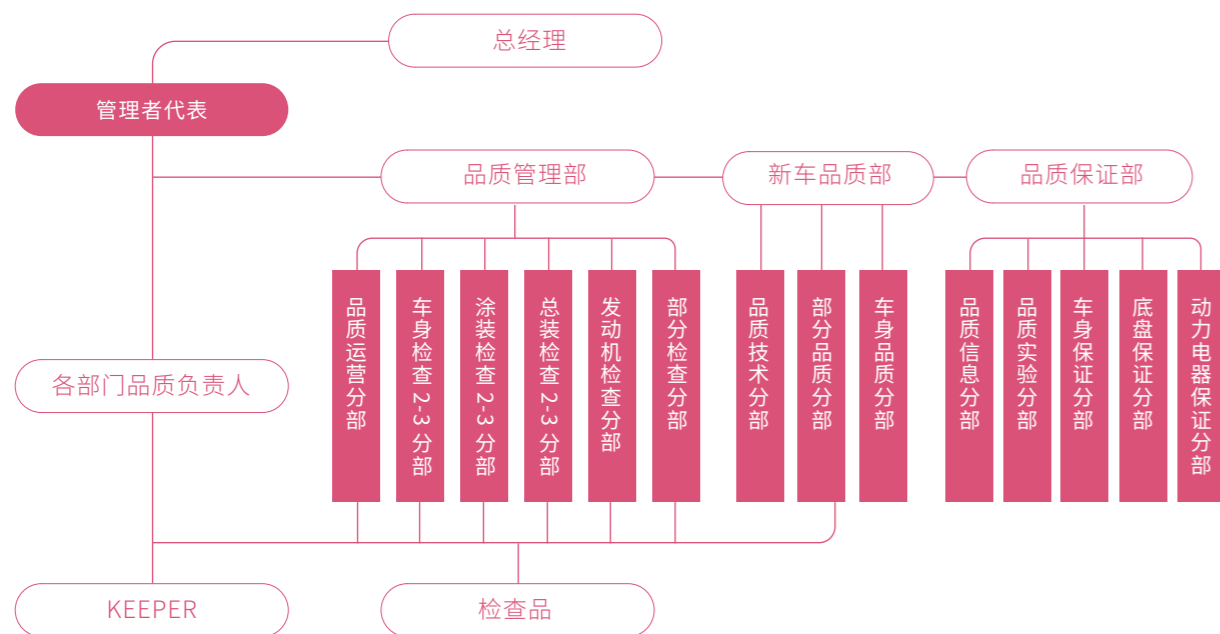 总经理
管理者代表
品质管理部
新车品质部
品质保证部
品质运营分部
车身检查 2-3 分部
涂装检查 2-3 分部
总装检查 2-3 分部
发动机检查分部
部分检查分部
品质技术分部
部分品质分部
车身品质分部
品质信息分部
品质实验分部
车身保证分部
底盘保证分部
动力电器保证分部
各部门品质负责人
KEEPER
检查品